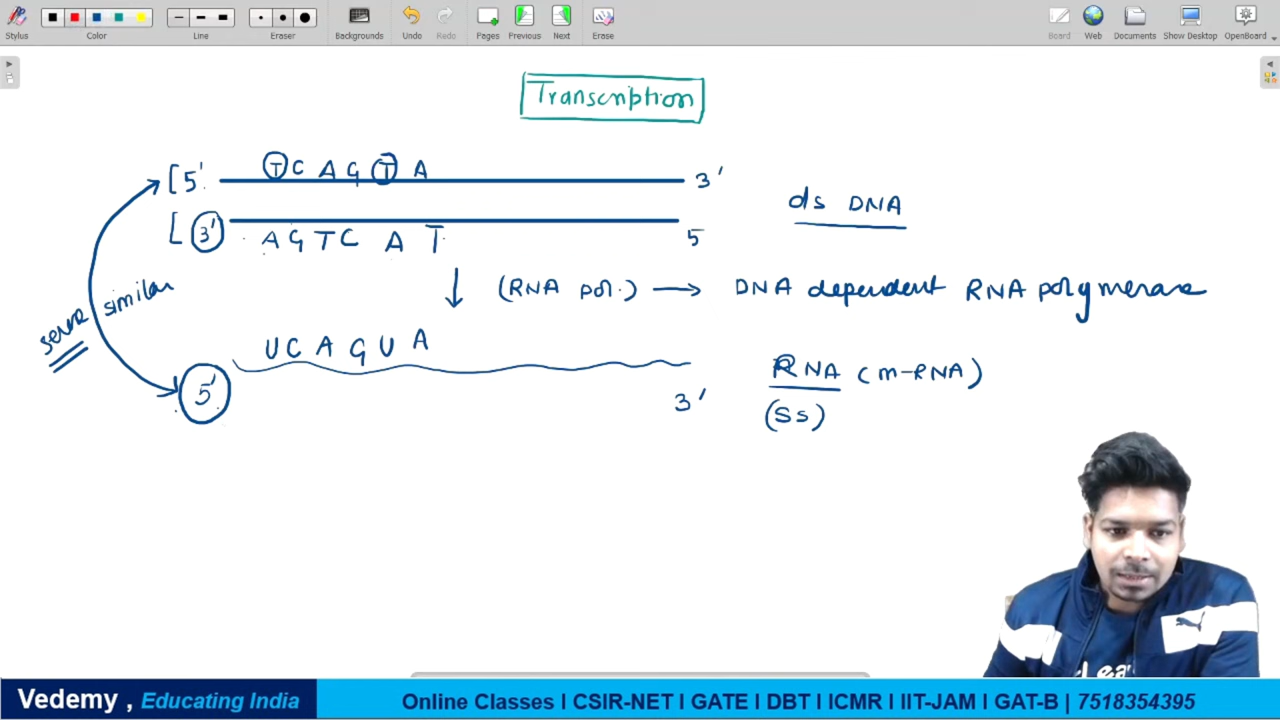 Stylus Color Line Eraser Backgrounds Undo Redo Pages Previous Next Erase Board Web Documents Show Desktop OpenBoard
Transcription
[5' T C A G T A 3'
[3' A G T C A T 5
ds DNA
(RNA pol.) → DNA dependent RNA polymerase
similar
sense
5' U C A G U A 3'
RNA (m-RNA)
(Ss)
Vedemy , Educating India
Online Classes I CSIR-NET I GATE I DBT I ICMR I IIT-JAM I GAT-B | 7518354395